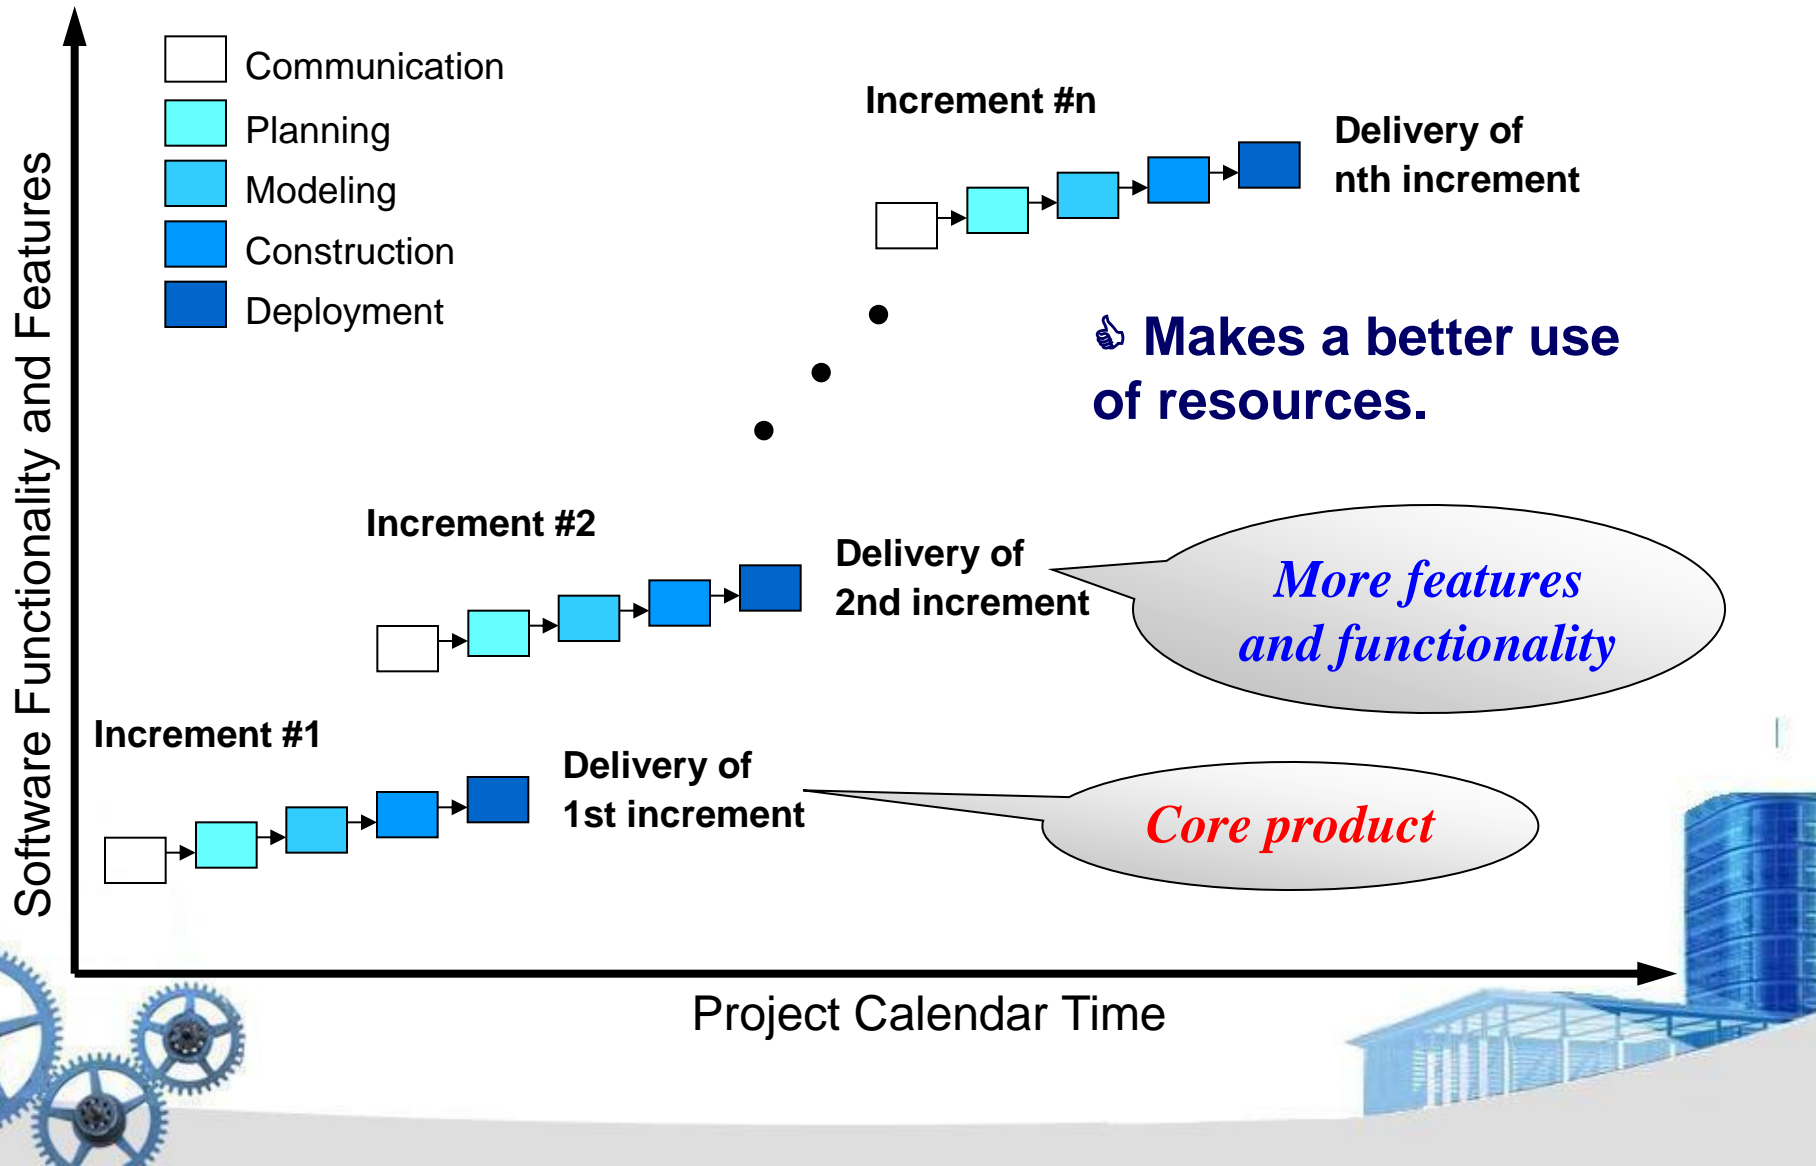 Software Functionality and Features
Communication
Planning
Modeling
Construction
Deployment
Increment #n
Delivery of
nth increment
👍 Makes a better use
of resources.
Increment #2
Delivery of
2nd increment
More features
and functionality
Increment #1
Delivery of
1st increment
Core product
Project Calendar Time